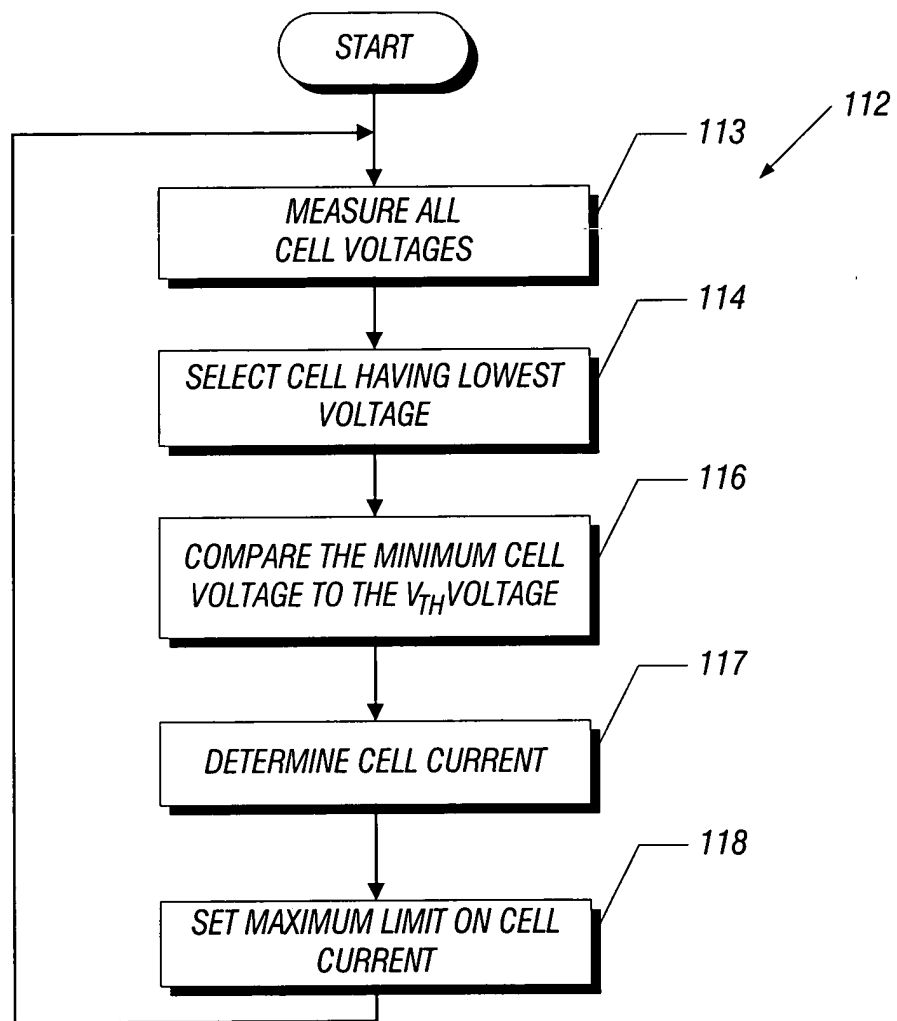 START
112
113
MEASURE ALL
CELL VOLTAGES
114
SELECT CELL HAVING LOWEST
VOLTAGE
116
COMPARE THE MINIMUM CELL
VOLTAGE TO THE VTH VOLTAGE
117
DETERMINE CELL CURRENT
118
SET MAXIMUM LIMIT ON CELL
CURRENT